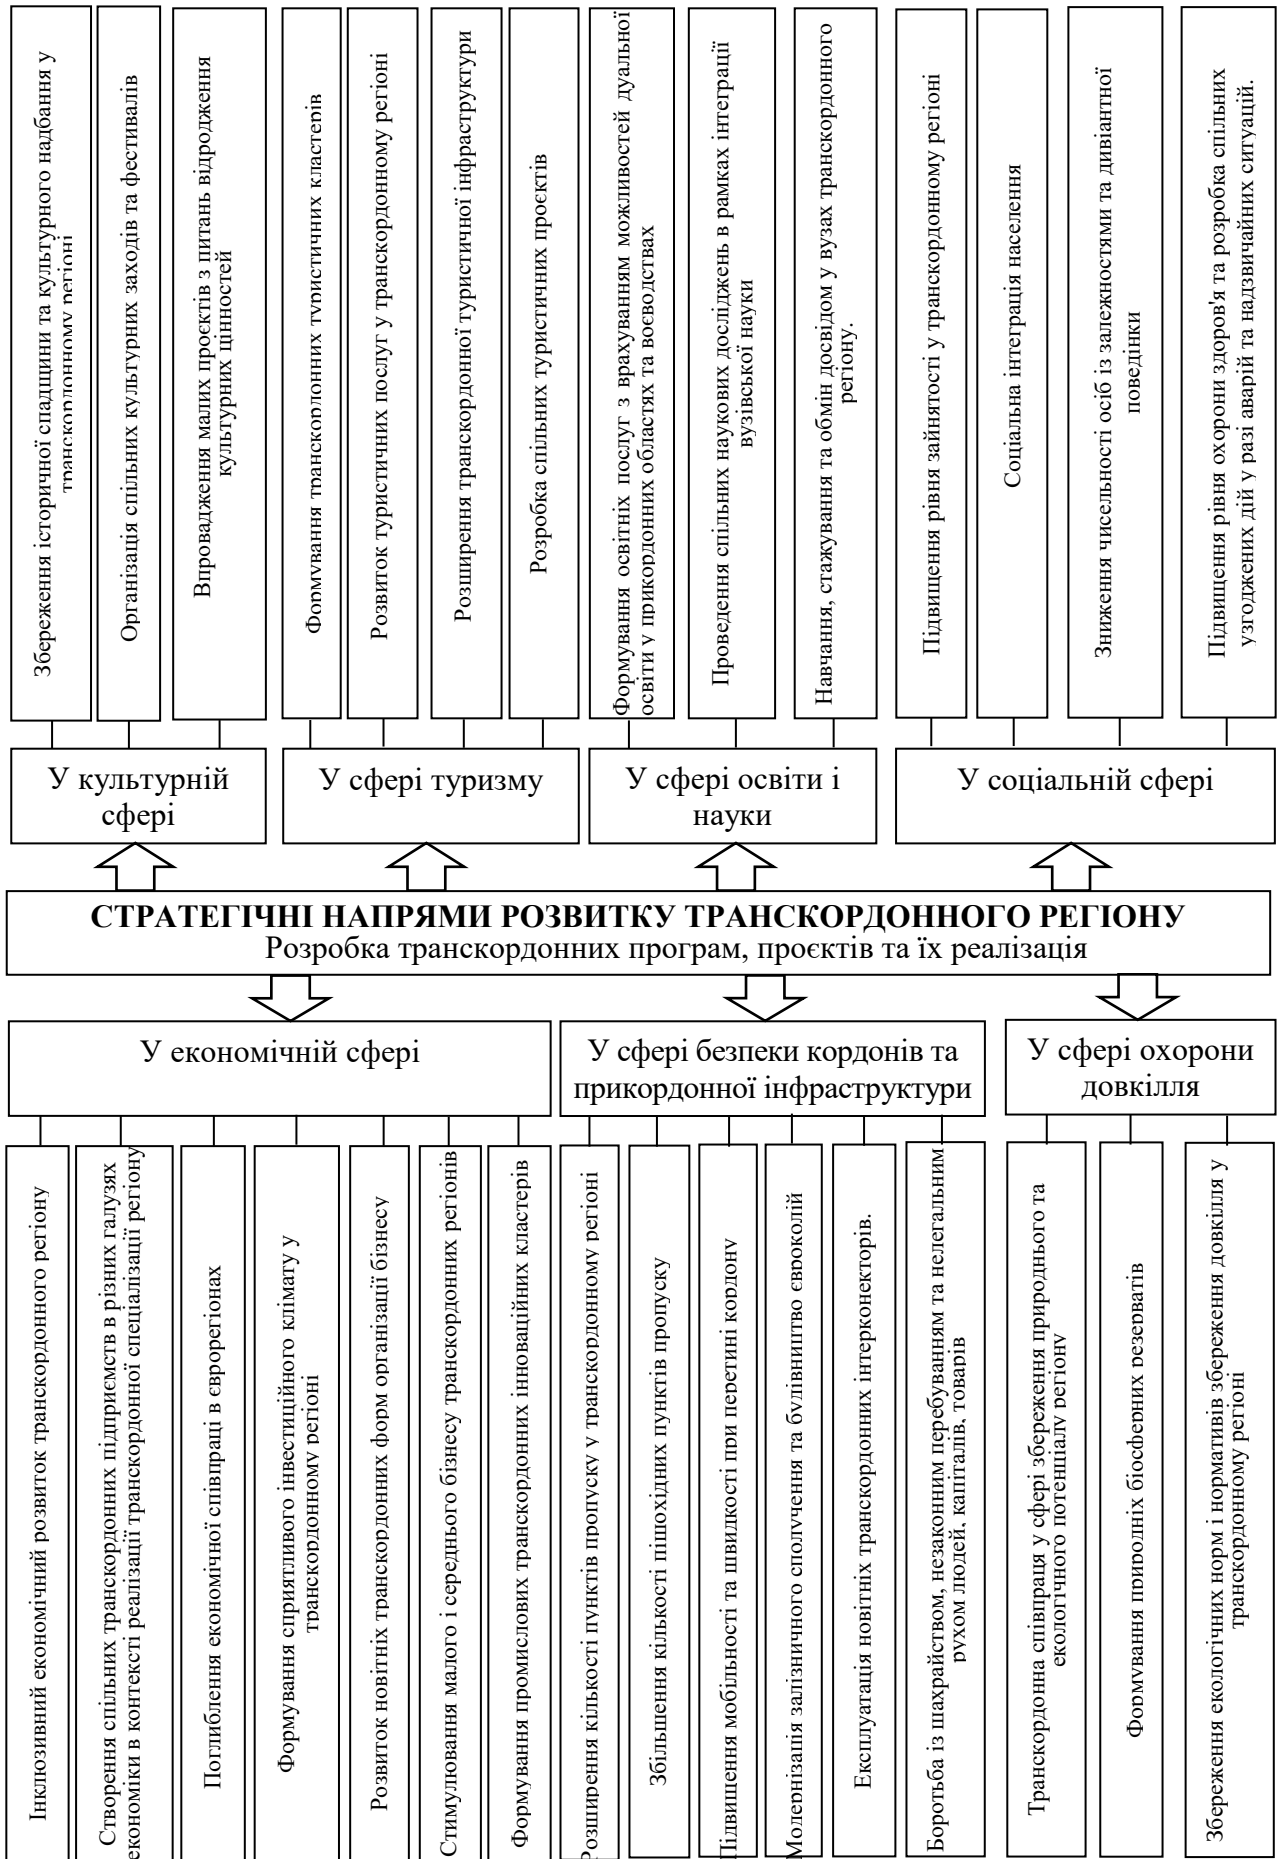 Збереження історичної спадщини та культурного надбання у
транскордонному регіоні
Організація спільних культурних заходів та фестивалів
Впровадження малих проєктів з питань відродження
культурних цінностей
Формування транскордонних туристичних кластерів
Розвиток туристичних послуг у транскордонному регіоні
Розширення транскордонної туристичної інфраструктури
Розробка спільних туристичних проєктів
Формування освітніх послуг з врахуванням можливостей дуальної
освіти у прикордонних областях та воєводствах
Проведення спільних наукових досліджень в рамках інтеграції
вузівської науки
Навчання, стажування та обмін досвідом у вузах транскордонного
регіону.
Підвищення рівня зайнятості у транскордонному регіоні
Соціальна інтеграція населення
Зниження чисельності осіб із залежностями та дивіантної
поведінки
Підвищення рівня охорони здоров'я та розробка спільних
узгоджених дій у разі аварій та надзвичайних ситуацій.
У культурній
сфері
У сфері туризму
У сфері освіти і
науки
У соціальній сфері
СТРАТЕГІЧНІ НАПРЯМИ РОЗВИТКУ ТРАНСКОРДОННОГО РЕГІОНУ
Розробка транскордонних програм, проєктів та їх реалізація
У економічній сфері
У сфері безпеки кордонів та
прикордонної інфраструктури
У сфері охорони
довкілля
Інклюзивний економічний розвиток транскордонного регіону
Створення спільних транскордонних підприємств в різних галузях
економіки в контексті реалізації транскордонної спеціалізації регіону
Поглиблення економічної співпраці в єврорегіонах
Формування сприятливого інвестиційного клімату у
транскордонному регіоні
Розвиток новітніх транскордонних форм організації бізнесу
Стимулювання малого і середнього бізнесу транскордонних регіонів
Формування промислових транскордонних інноваційних кластерів
Розширення кількості пунктів пропуску у транскордонному регіоні
Збільшення кількості пішохідних пунктів пропуску
Підвищення мобільності та швидкості при перетині кордону
Модернізація залізничного сполучення та будівництво євроколій
Експлуатація новітніх транскордонних інтерконекторів.
Боротьба із шахрайством, незаконним перебуванням та нелегальним
рухом людей, капіталів, товарів
Транскордонна співпраця у сфері збереження природнього та
екологічного потенціалу регіону
Формування природніх біосферних резерватів
Збереження екологічних норм і нормативів збереження довкілля у
транскордонному регіоні